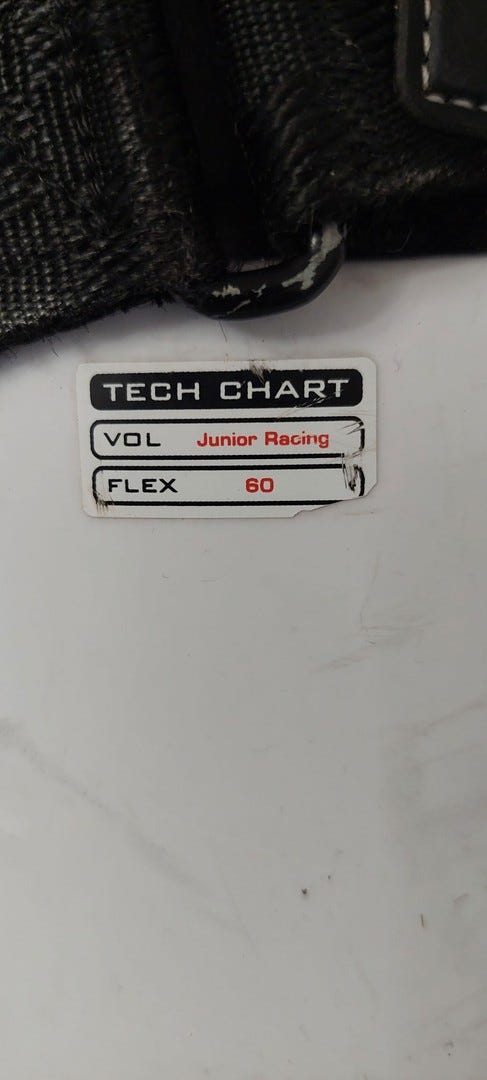 TECH CHART
VOL Junior Racing
FLEX 60